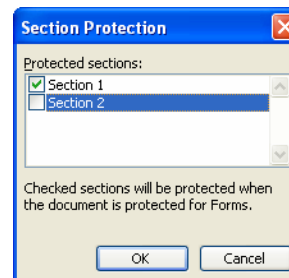 Section Protection
Protected sections:
Section 1
Section 2
Checked sections will be protected when
the document is protected for Forms.
OK Cancel